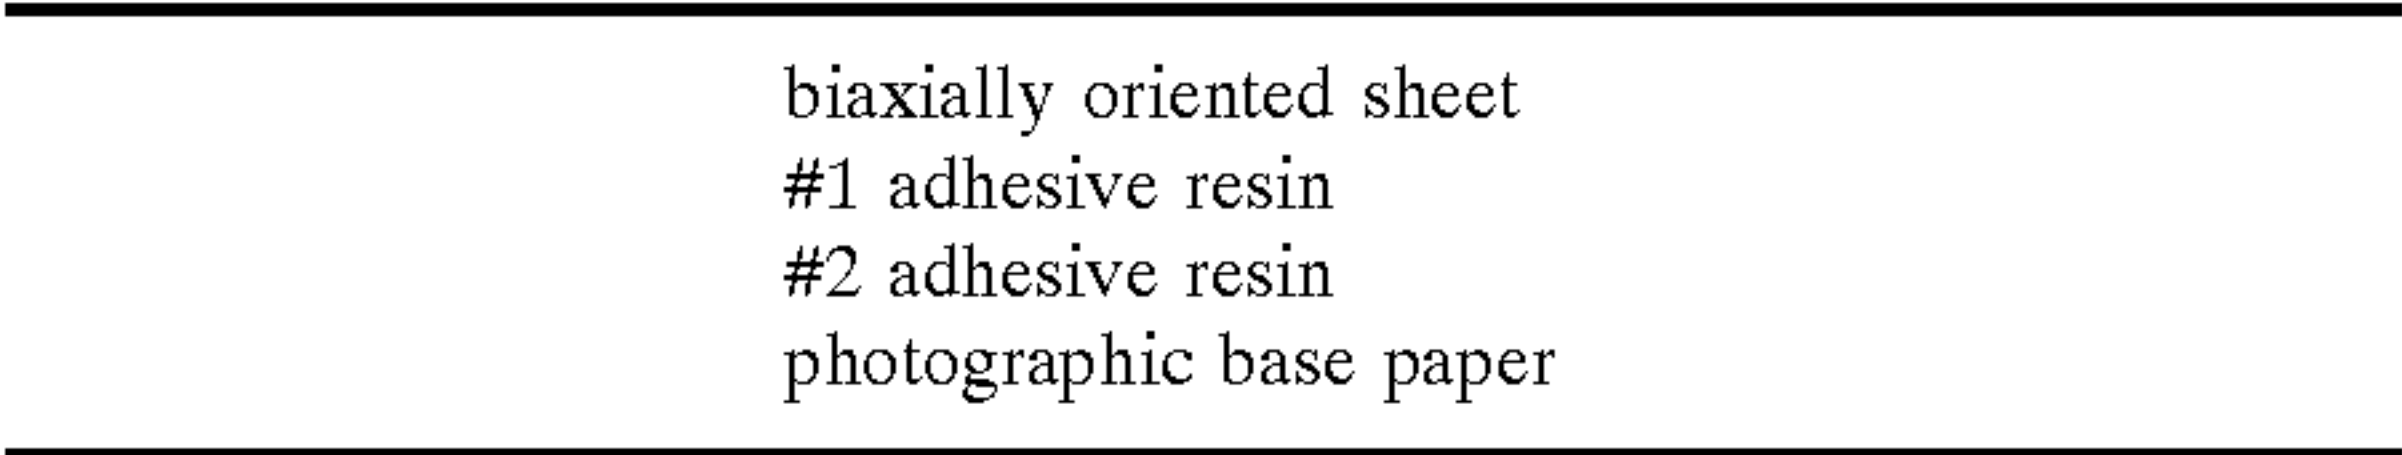 biaxially oriented sheet
#1 adhesive resin
#2 adhesive resin
photographic base paper